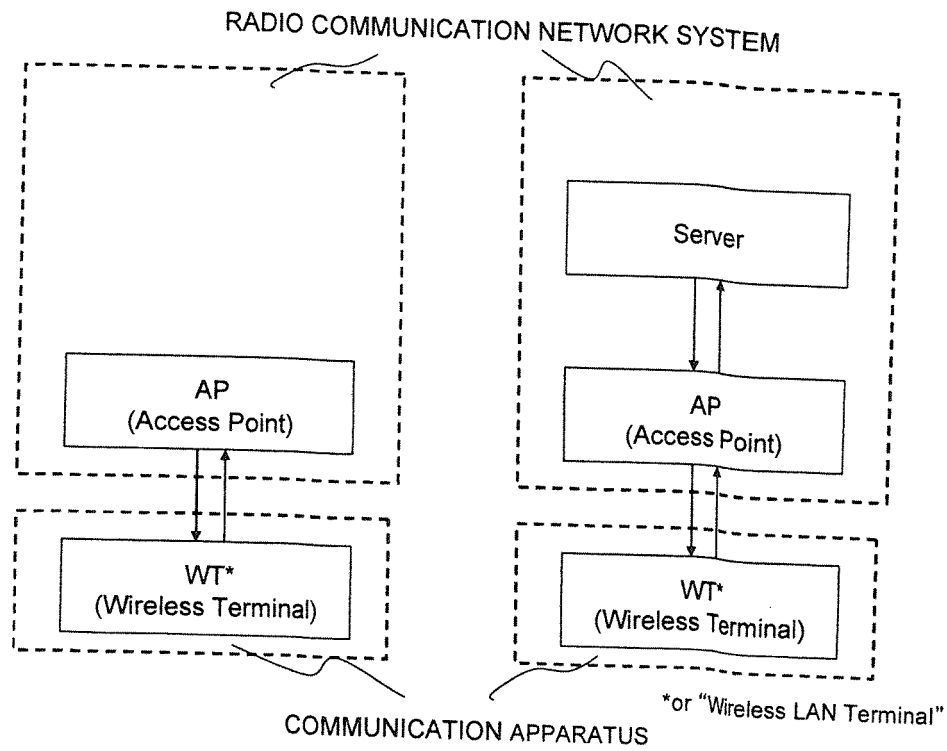 RADIO COMMUNICATION NETWORK SYSTEM
AP
(Access Point)
WT*
(Wireless Terminal)
Server
AP
(Access Point)
WT*
(Wireless Terminal)
*or “Wireless LAN Terminal”
COMMUNICATION APPARATUS